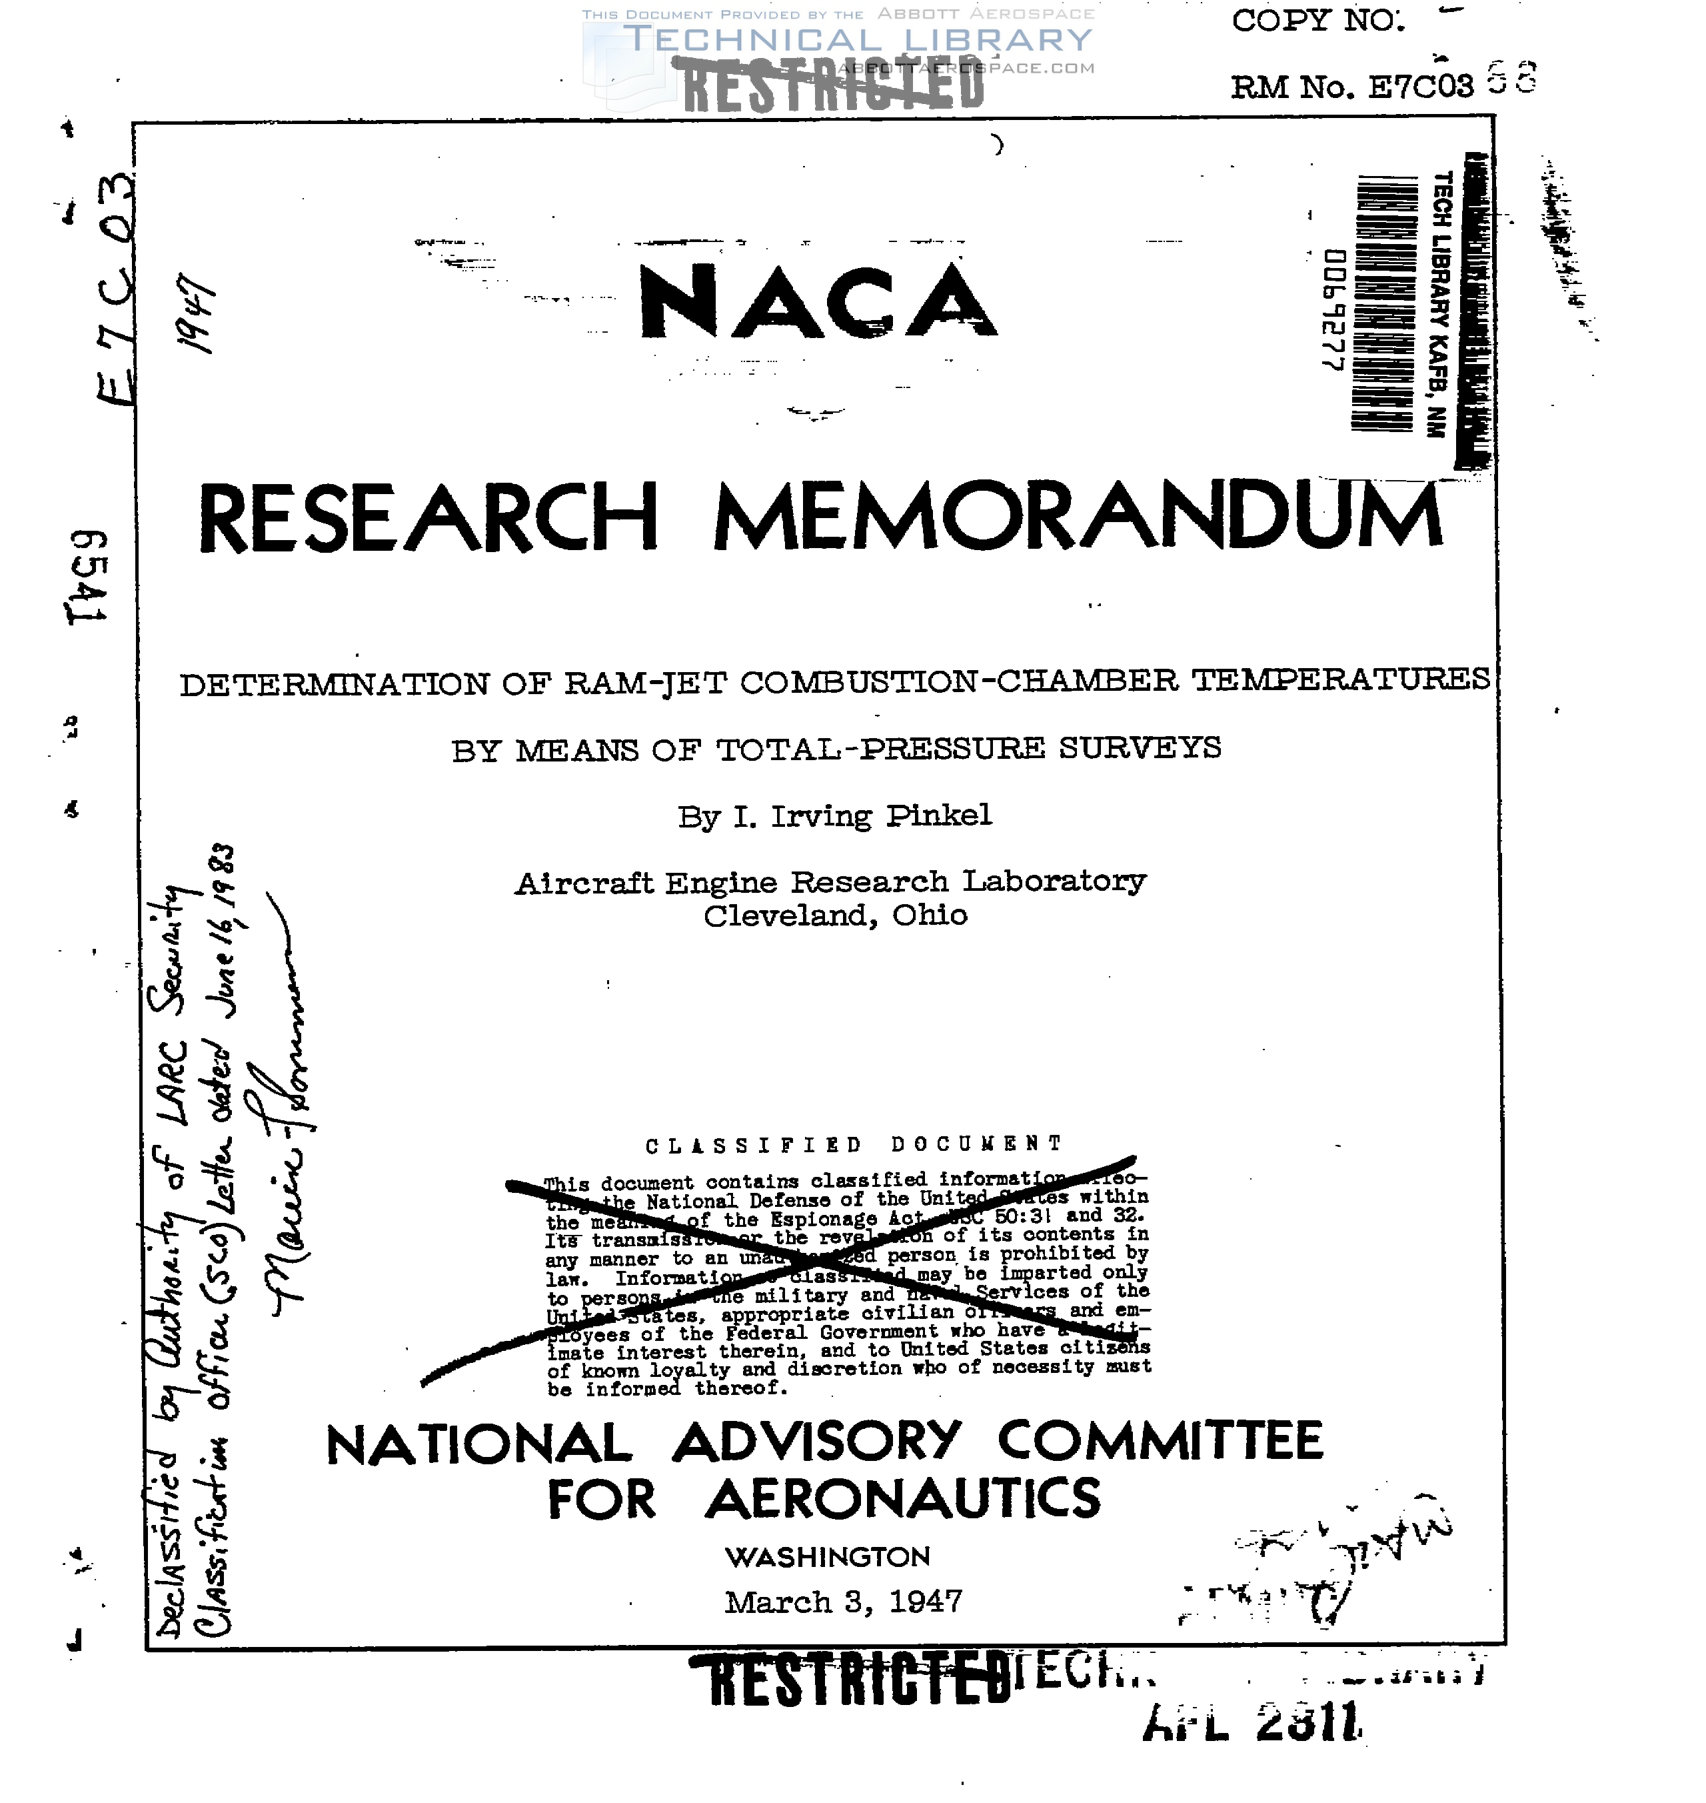 THIS DOCUMENT PROVIDED BY THE ABBOTT AEROSPACE
TECHNICAL LIBRARY
ABBOTTAEROSPACE.COM
RESTRICTED
COPY NO.
RM No. E7C03
E7C03
1947
NACA
TECH LIBRARY KAFB, NM
0069277
RESEARCH MEMORANDUM
6541
DETERMINATION OF RAM-JET COMBUSTION-CHAMBER TEMPERATURES
BY MEANS OF TOTAL-PRESSURE SURVEYS
By I. Irving Pinkel
Aircraft Engine Research Laboratory
Cleveland, Ohio
Declassified by Authority of LARC Security
Classification Officer (SCO) Letter dated June 16, 1983
CLASSIFIED DOCUMENT
This document contains classified information
the National Defense of the United States within
the meaning of the Espionage Act, USC 50:31 and 32.
Its transmission or the revelation of its contents in
any manner to an unauthorized person is prohibited by
law. Information so classified may be imparted only
to persons in the military and naval Services of the
United States, appropriate civilian officers and em-
ployees of the Federal Government who have a legit-
imate interest therein, and to United States citizens
of known loyalty and discretion who of necessity must
be informed thereof.
NATIONAL ADVISORY COMMITTEE
FOR AERONAUTICS
WASHINGTON
March 3, 1947
RESTRICTED
AFL 2811